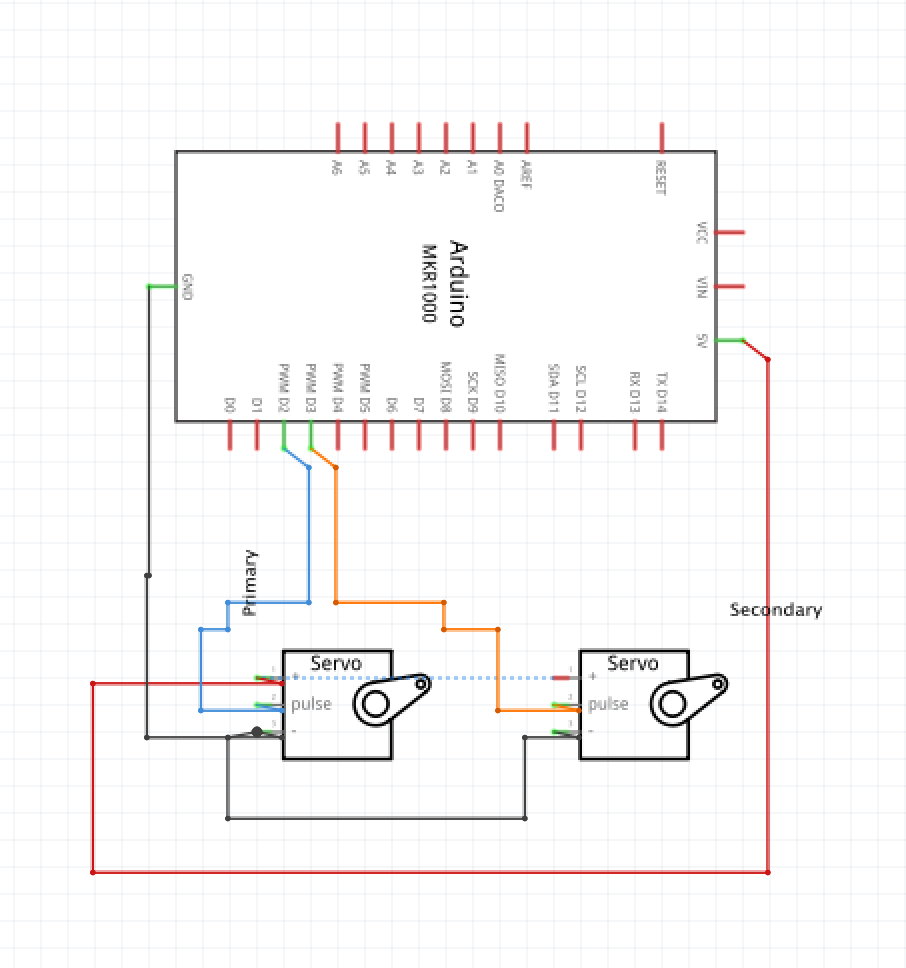 A6
A5
A4
A3
A2
A1
A0 DAC0
AREF
RESET
VCC
VIN
5V
GND
Arduino
MKR1000
D0
D1
PWM D2
PWM D3
PWM D4
PWM D5
D6
D7
MOSI D8
SCK D9
MISO D10
SDA D11
SCL D12
RX D13
TX D14
Primary
Secondary
Servo
1
+
2
pulse
3
-
Servo
1
+
2
pulse
3
-